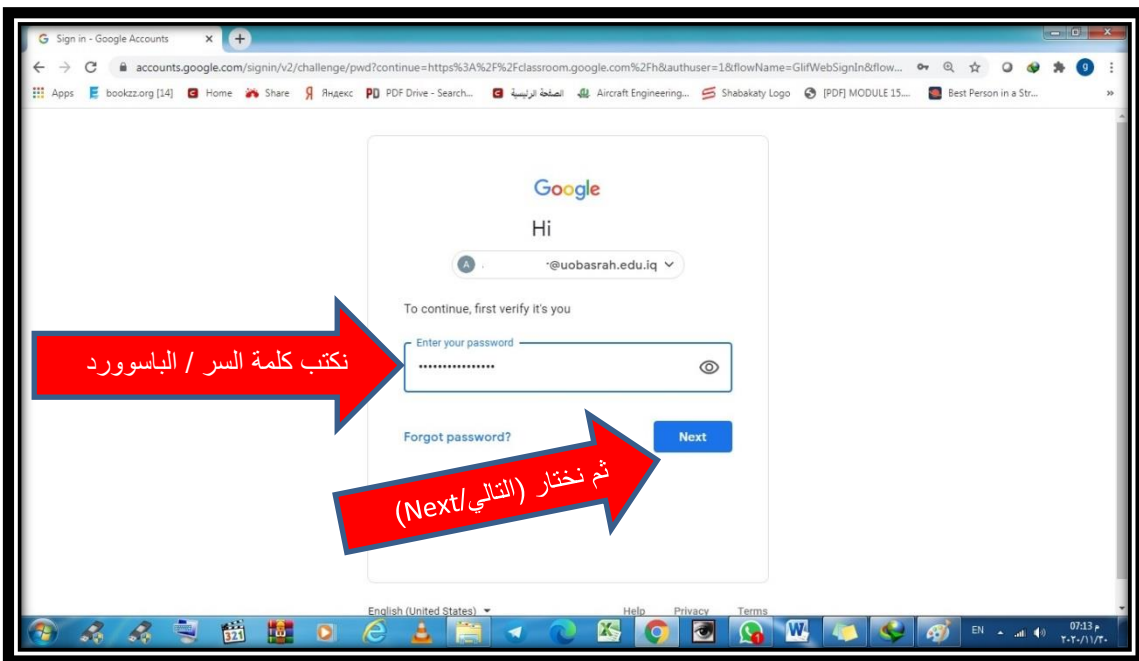 Sign in - Google Accounts
accounts.google.com/signin/v2/challenge/pwd?continue=https%3A%2F%2Fclassroom.google.com%2Fh&authuser=1&flowName=GlifWebSignIn&flow...
Apps bookzz.org [14] Home Share Яндекс PDF Drive - Search... الصفحة الرئيسية Aircraft Engineering... Shabakaty Logo [PDF] MODULE 15.... Best Person in a Str... »
Google
Hi
A @uobasrah.edu.iq
To continue, first verify it's you
Enter your password
نكتب كلمة السر / الباسوورد
••••••••••••••••
Forgot password? Next
ثم نختار (التالي/Next)
English (United States) Help Privacy Terms
EN 07:13 م
٢٠٢٠/١١/٣٠